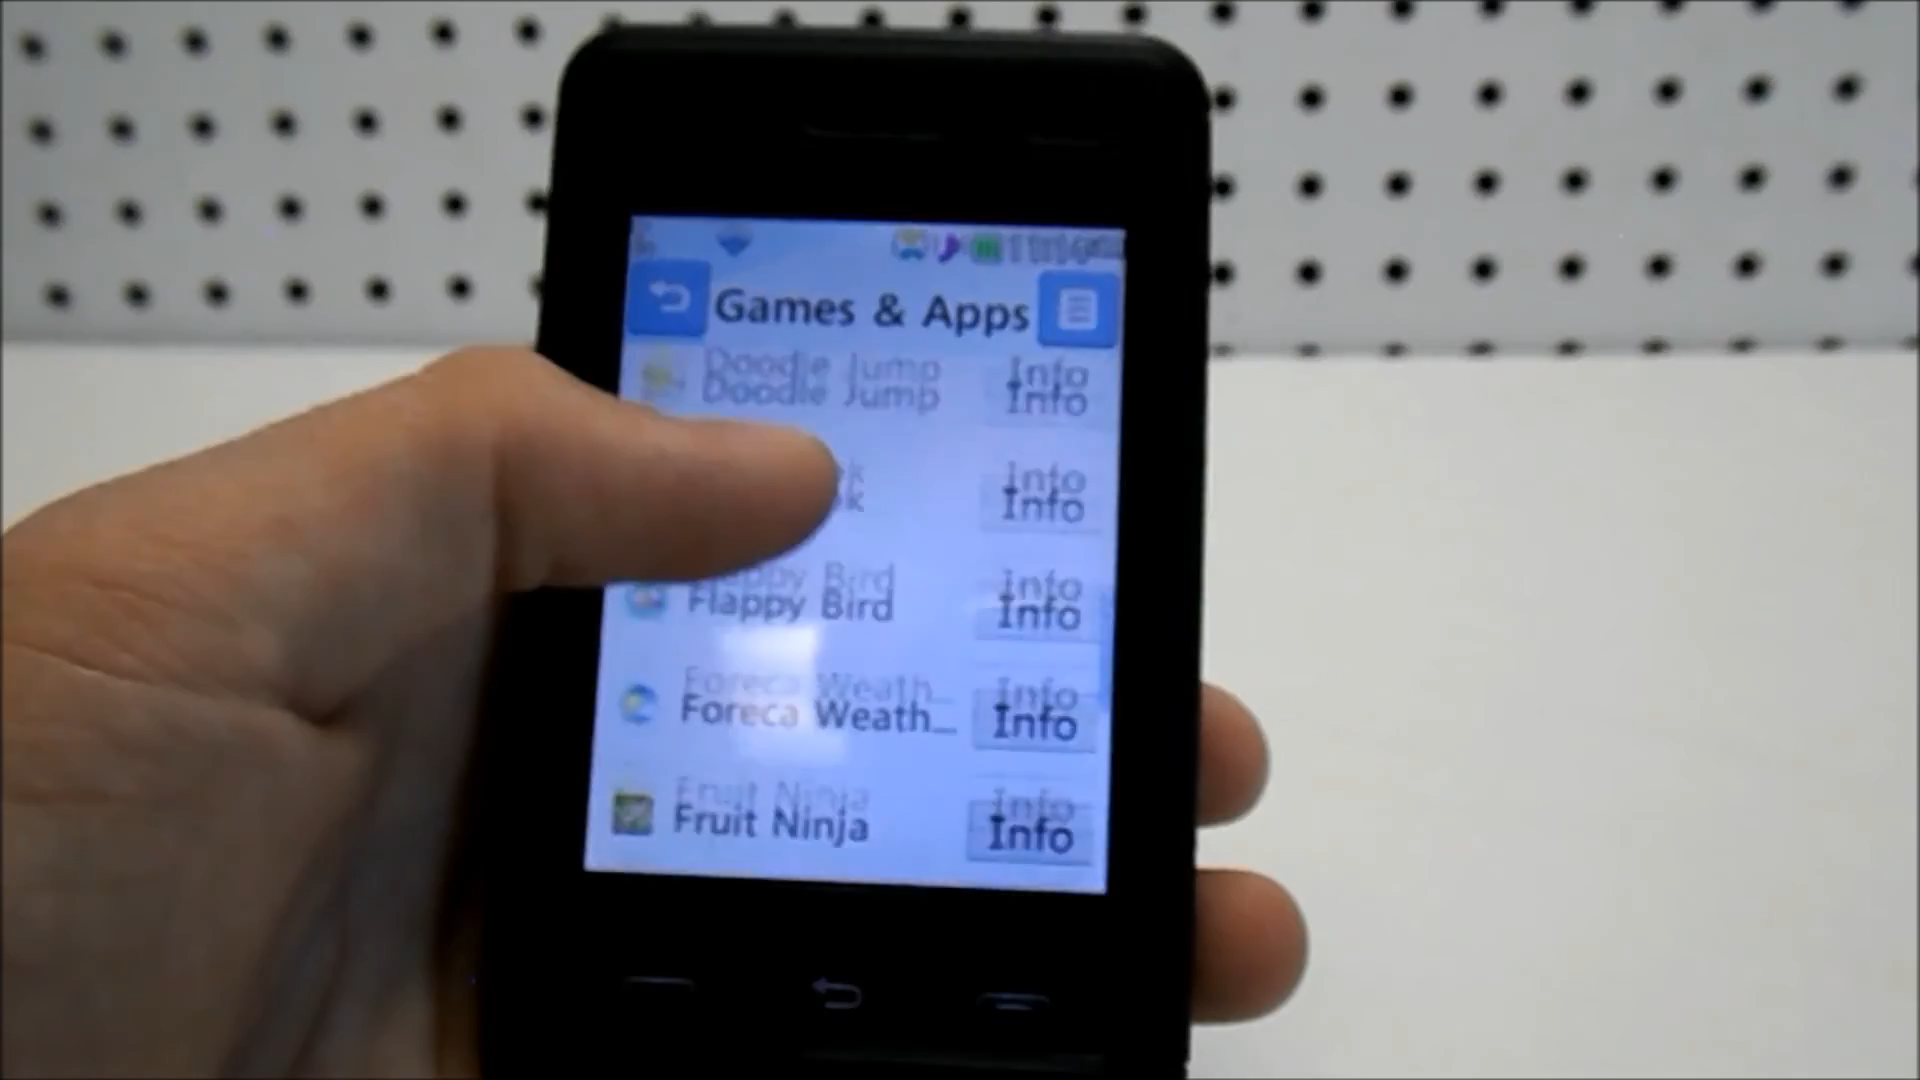 Games & Apps
Doodle Jump Info
Info
Flappy Bird Info
Foreca Weath... Info
Fruit Ninja Info